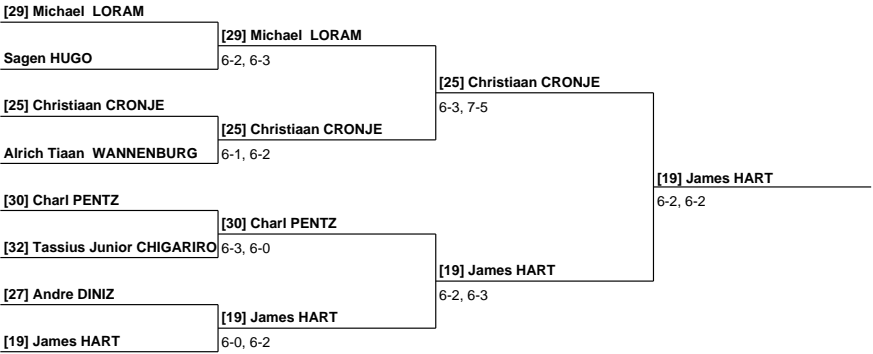 [29] Michael LORAM
[29] Michael LORAM
Sagen HUGO
6-2, 6-3
[25] Christiaan CRONJE
[25] Christiaan CRONJE
6-3, 7-5
[25] Christiaan CRONJE
Alrich Tiaan WANNENBURG
6-1, 6-2
[19] James HART
[30] Charl PENTZ
6-2, 6-2
[30] Charl PENTZ
[32] Tassius Junior CHIGARIRO
6-3, 6-0
[19] James HART
[27] Andre DINIZ
6-2, 6-3
[19] James HART
[19] James HART
6-0, 6-2